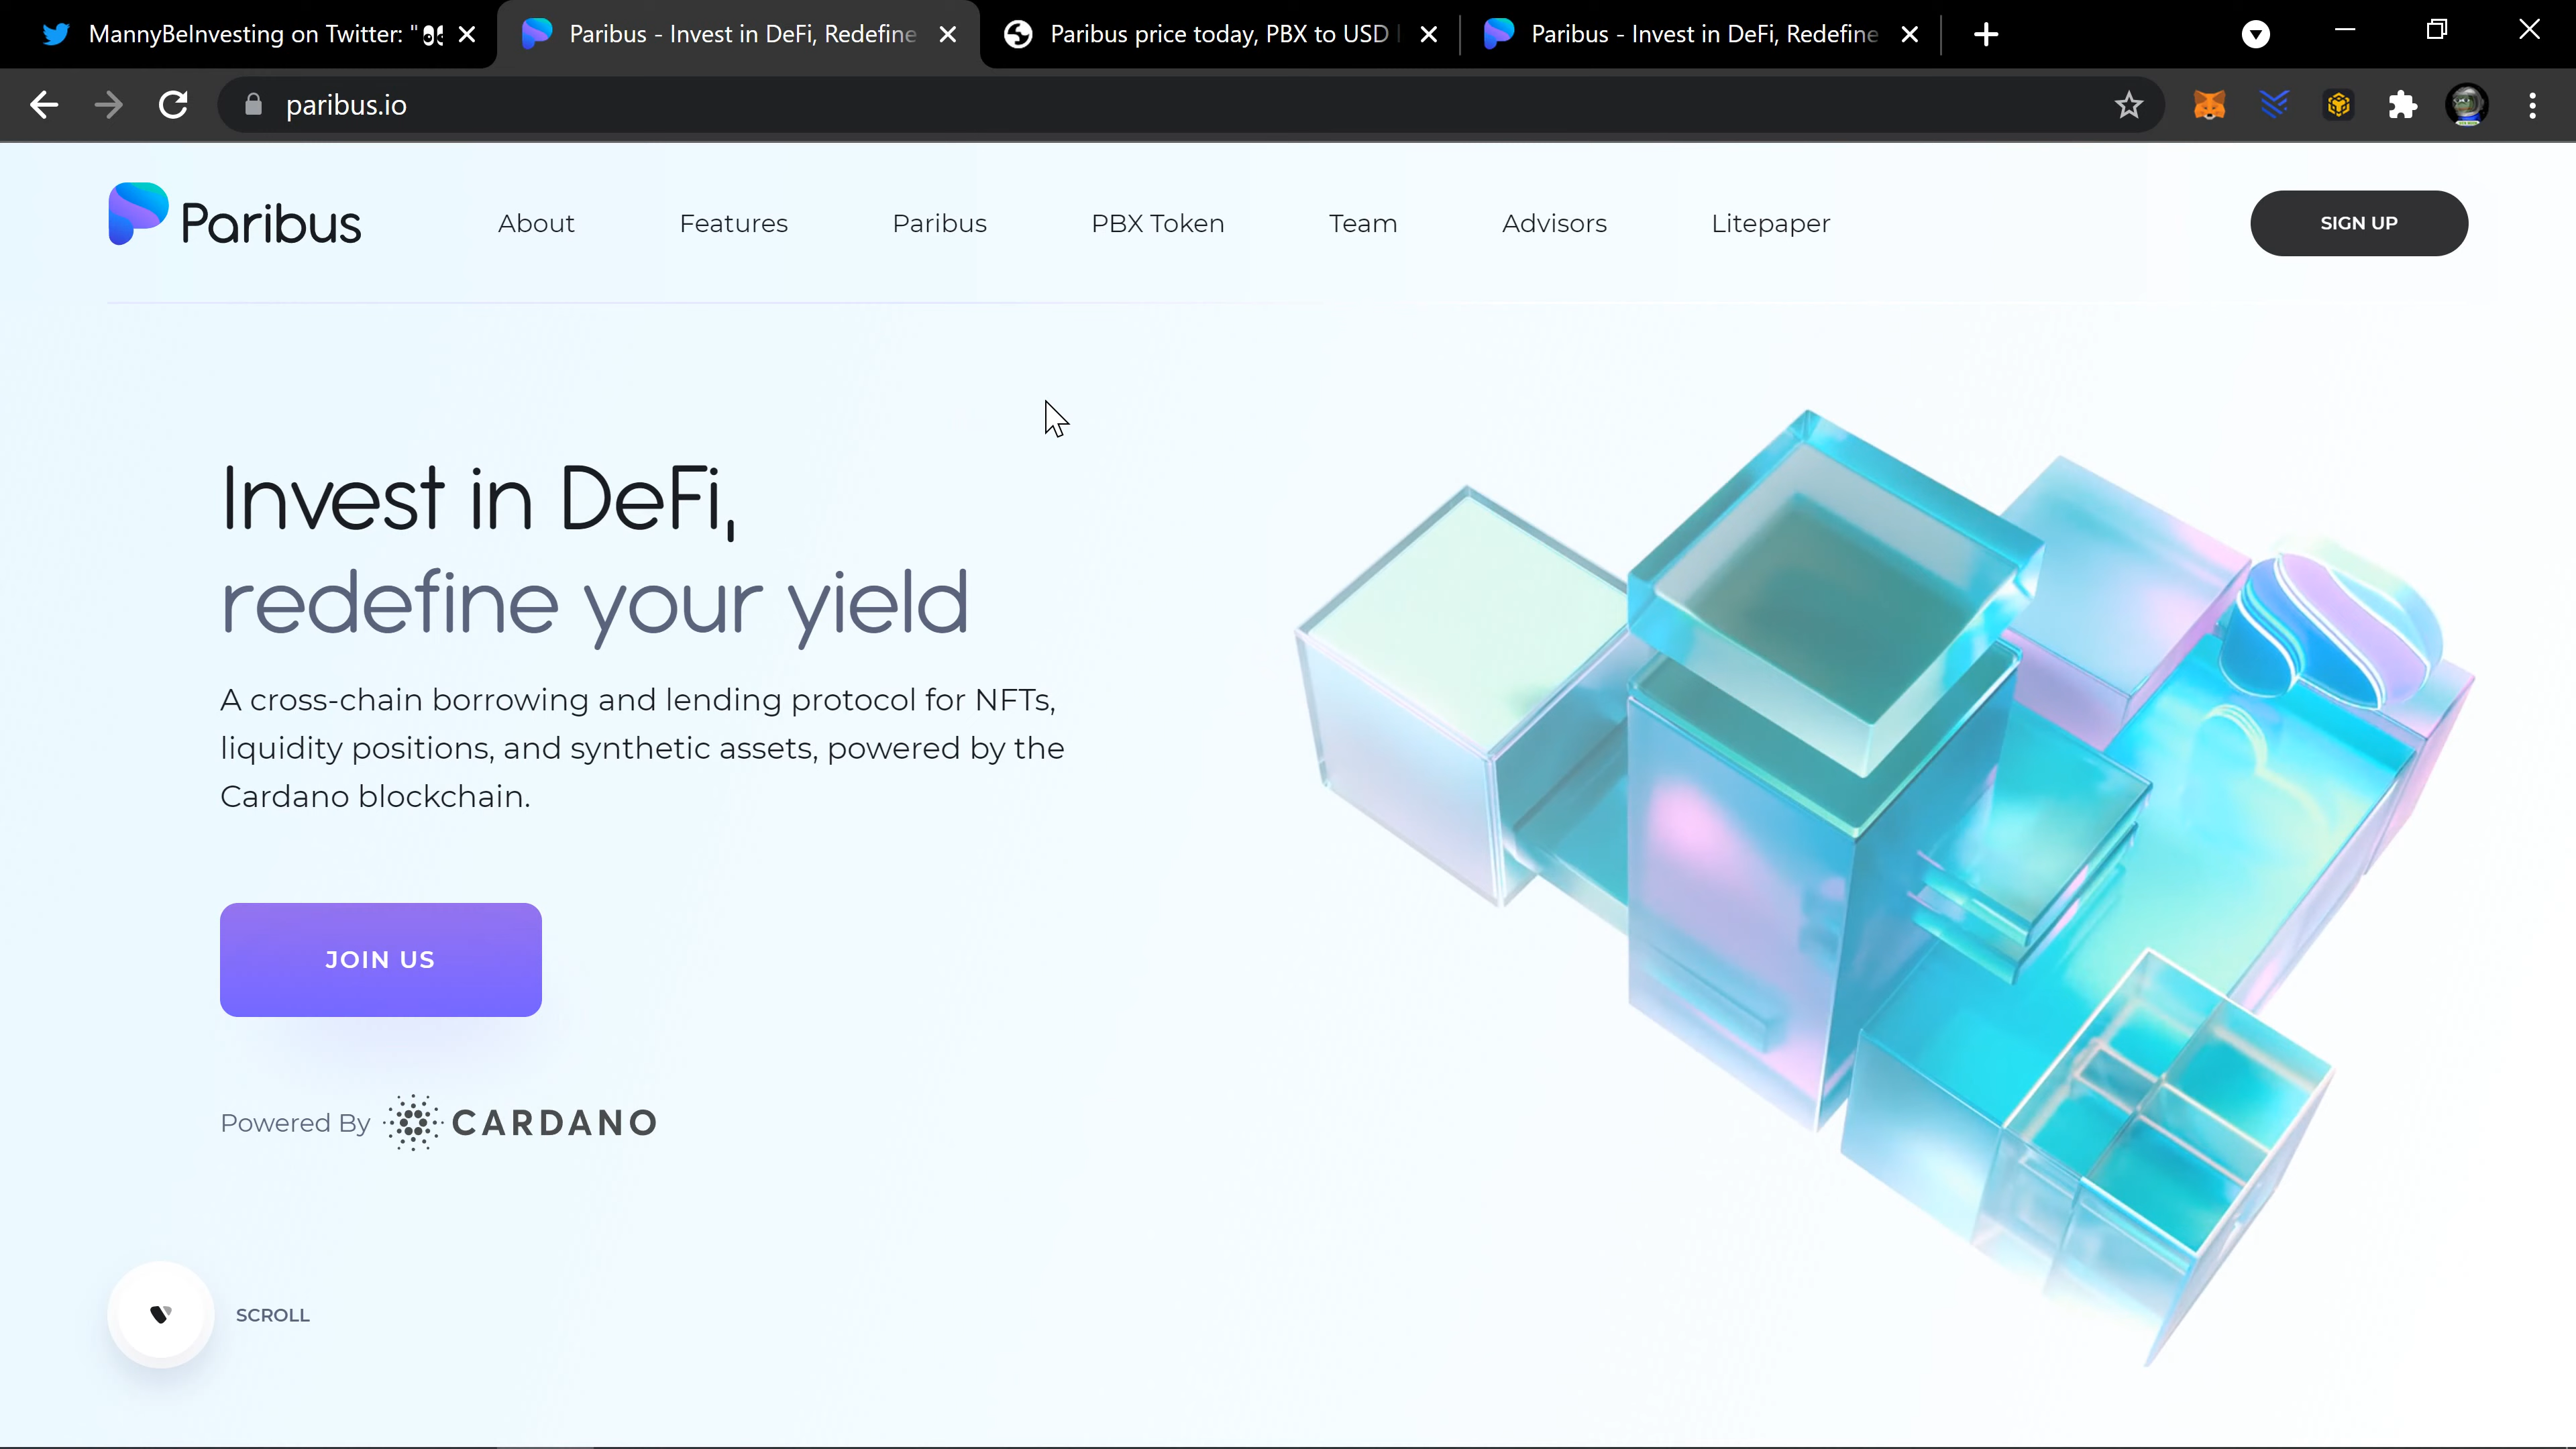 MannyBeInvesting on Twitter: "👀
Paribus - Invest in DeFi, Redefine
Paribus price today, PBX to USD
Paribus - Invest in DeFi, Redefine
paribus.io
Paribus
About
Features
Paribus
PBX Token
Team
Advisors
Litepaper
SIGN UP
Invest in DeFi,
redefine your yield
A cross-chain borrowing and lending protocol for NFTs,
liquidity positions, and synthetic assets, powered by the
Cardano blockchain.
JOIN US
Powered By CARDANO
SCROLL